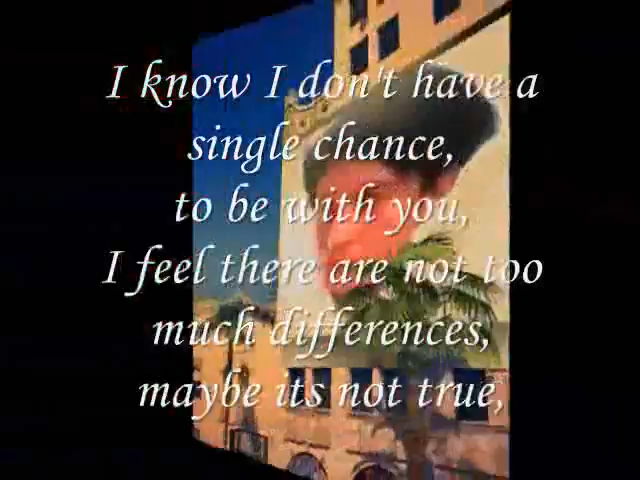 I know I don't have a
single chance,
to be with you,
I feel there are not too
much differences,
maybe its not true,